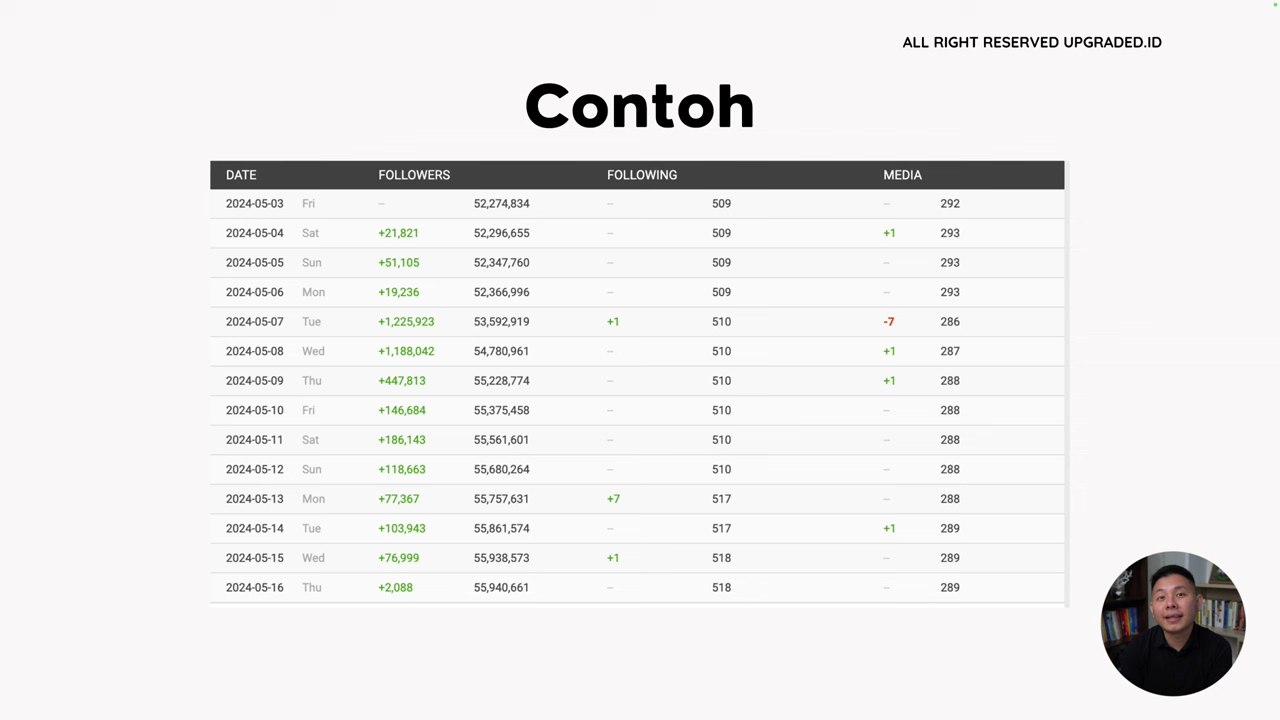 ALL RIGHT RESERVED UPGRADED.ID
Contoh
DATE FOLLOWERS FOLLOWING MEDIA
2024-05-03 Fri -- 52,274,834 -- 509 -- 292
2024-05-04 Sat +21,821 52,296,655 -- 509 +1 293
2024-05-05 Sun +51,105 52,347,760 -- 509 -- 293
2024-05-06 Mon +19,236 52,366,996 -- 509 -- 293
2024-05-07 Tue +1,225,923 53,592,919 +1 510 -7 286
2024-05-08 Wed +1,188,042 54,780,961 -- 510 +1 287
2024-05-09 Thu +447,813 55,228,774 -- 510 +1 288
2024-05-10 Fri +146,684 55,375,458 -- 510 -- 288
2024-05-11 Sat +186,143 55,561,601 -- 510 -- 288
2024-05-12 Sun +118,663 55,680,264 -- 510 -- 288
2024-05-13 Mon +77,367 55,757,631 +7 517 -- 288
2024-05-14 Tue +103,943 55,861,574 -- 517 +1 289
2024-05-15 Wed +76,999 55,938,573 +1 518 -- 289
2024-05-16 Thu +2,088 55,940,661 -- 518 -- 289